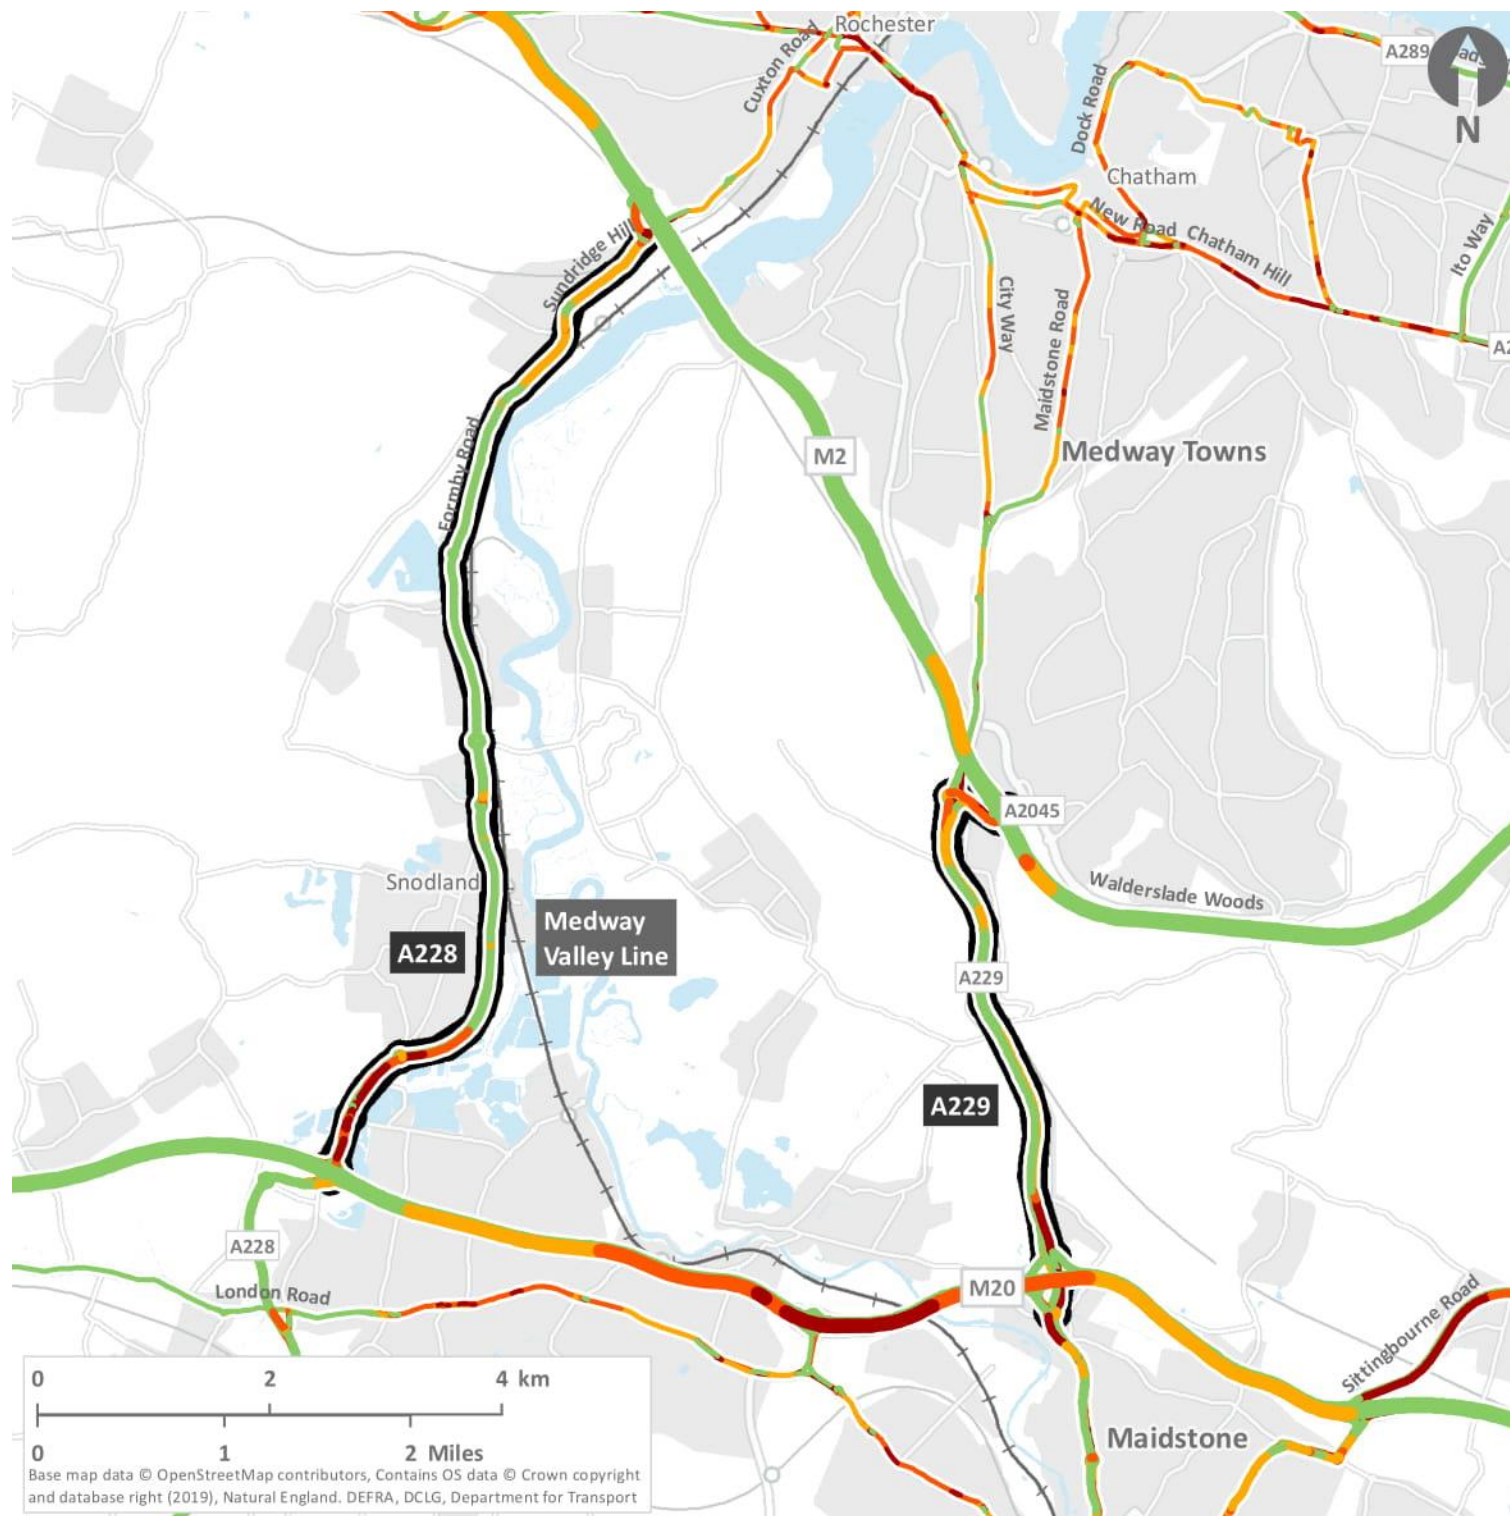 Rochester
A289
N
Cuxton Road
Dock Road
Chatham
New Road
Chatham Hill
Ito Way
Sundridge Hill
City Way
Maidstone Road
Formby Road
M2
Medway Towns
A2045
Walderslade Woods
Snodland
Medway
Valley Line
A228
A229
A229
A228
London Road
M20
Sittingbourne Road
Maidstone
0 2 4 km
0 1 2 Miles
Base map data © OpenStreetMap contributors, Contains OS data © Crown copyright
and database right (2019), Natural England. DEFRA, DCLG, Department for Transport